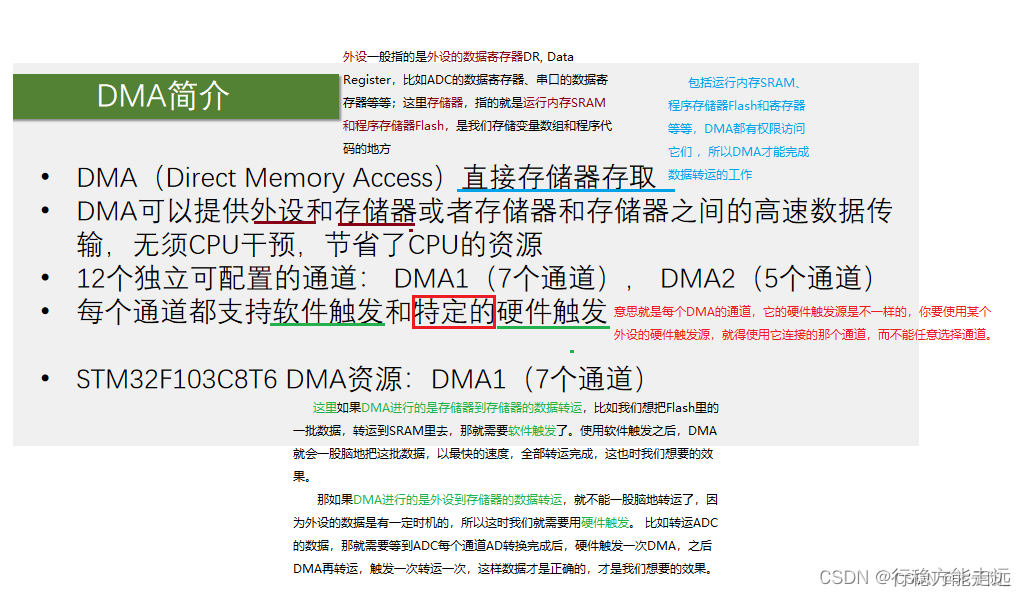 外设一般指的是外设的数据寄存器DR, Data
Register，比如ADC的数据寄存器、串口的数据寄
存器等等；这里存储器，指的就是运行内存SRAM
和程序存储器Flash，是我们存储变量数组和程序代
码的地方
包括运行内存SRAM、
程序存储器Flash和寄存器
等等，DMA都有权限访问
它们 ，所以DMA才能完成
数据转运的工作
DMA简介
• DMA（Direct Memory Access）直接存储器存取
• DMA可以提供外设和存储器或者存储器和存储器之间的高速数据传
输，无须CPU干预，节省了CPU的资源
• 12个独立可配置的通道： DMA1（7个通道）， DMA2（5个通道）
• 每个通道都支持软件触发和特定的硬件触发
意思就是每个DMA的通道，它的硬件触发源是不一样的，你要使用某个
外设的硬件触发源，就得使用它连接的那个通道，而不能任意选择通道。
• STM32F103C8T6 DMA资源：DMA1（7个通道）
这里如果DMA进行的是存储器到存储器的数据转运，比如我们想把Flash里的
一批数据，转运到SRAM里去，那就需要软件触发了。使用软件触发之后，DMA
就会一股脑地把这批数据，以最快的速度，全部转运完成，这也时我们想要的效
果。
那如果DMA进行的是外设到存储器的数据转运，就不能一股脑地转运了，因
为外设的数据是有一定时机的，所以这时我们就需要用硬件触发。 比如转运ADC
的数据，那就需要等到ADC每个通道AD转换完成后，硬件触发一次DMA，之后
DMA再转运，触发一次转运一次，这样数据才是正确的，才是我们想要的效果。
CSDN @行稳方能走远